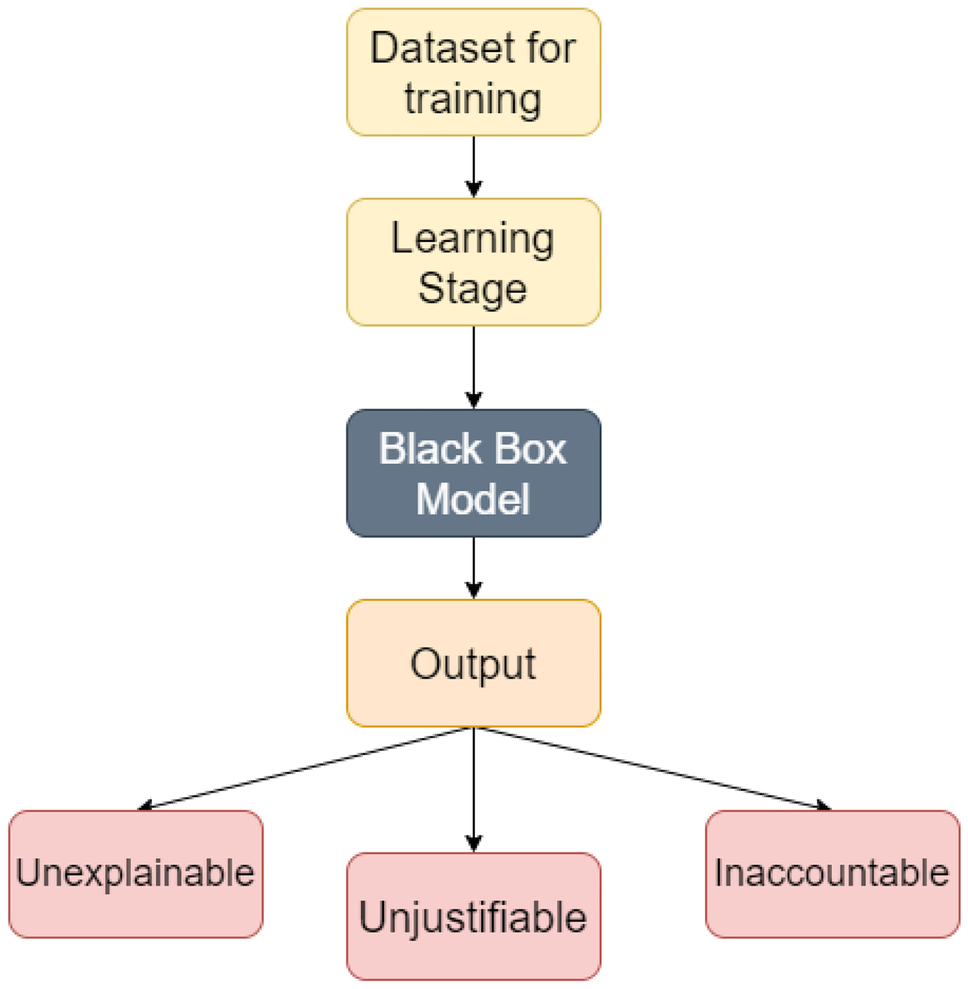 Dataset for
training
Learning
Stage
Black Box
Model
Output
Unexplainable
Unjustifiable
Inaccountable